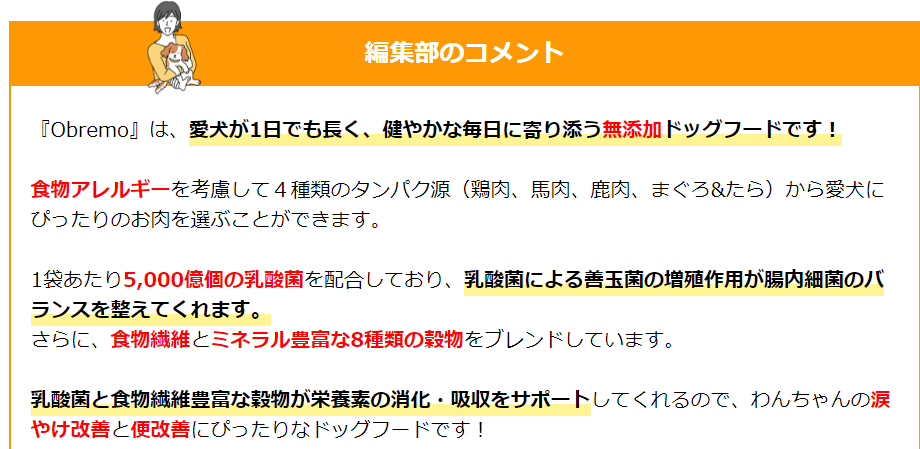 編集部のコメント
『Obremo』は、愛犬が1日でも長く、健やかな毎日に寄り添う無添加ドッグフードです！
食物アレルギーを考慮して４種類のタンパク源（鶏肉、馬肉、鹿肉、まぐろ&たら）から愛犬に
ぴったりのお肉を選ぶことができます。
1袋あたり5,000億個の乳酸菌を配合しており、乳酸菌による善玉菌の増殖作用が腸内細菌のバ
ランスを整えてくれます。
さらに、食物繊維とミネラル豊富な8種類の穀物をブレンドしています。
乳酸菌と食物繊維豊富な穀物が栄養素の消化・吸収をサポートしてくれるので、わんちゃんの涙
やけ改善と便改善にぴったりなドッグフードです！